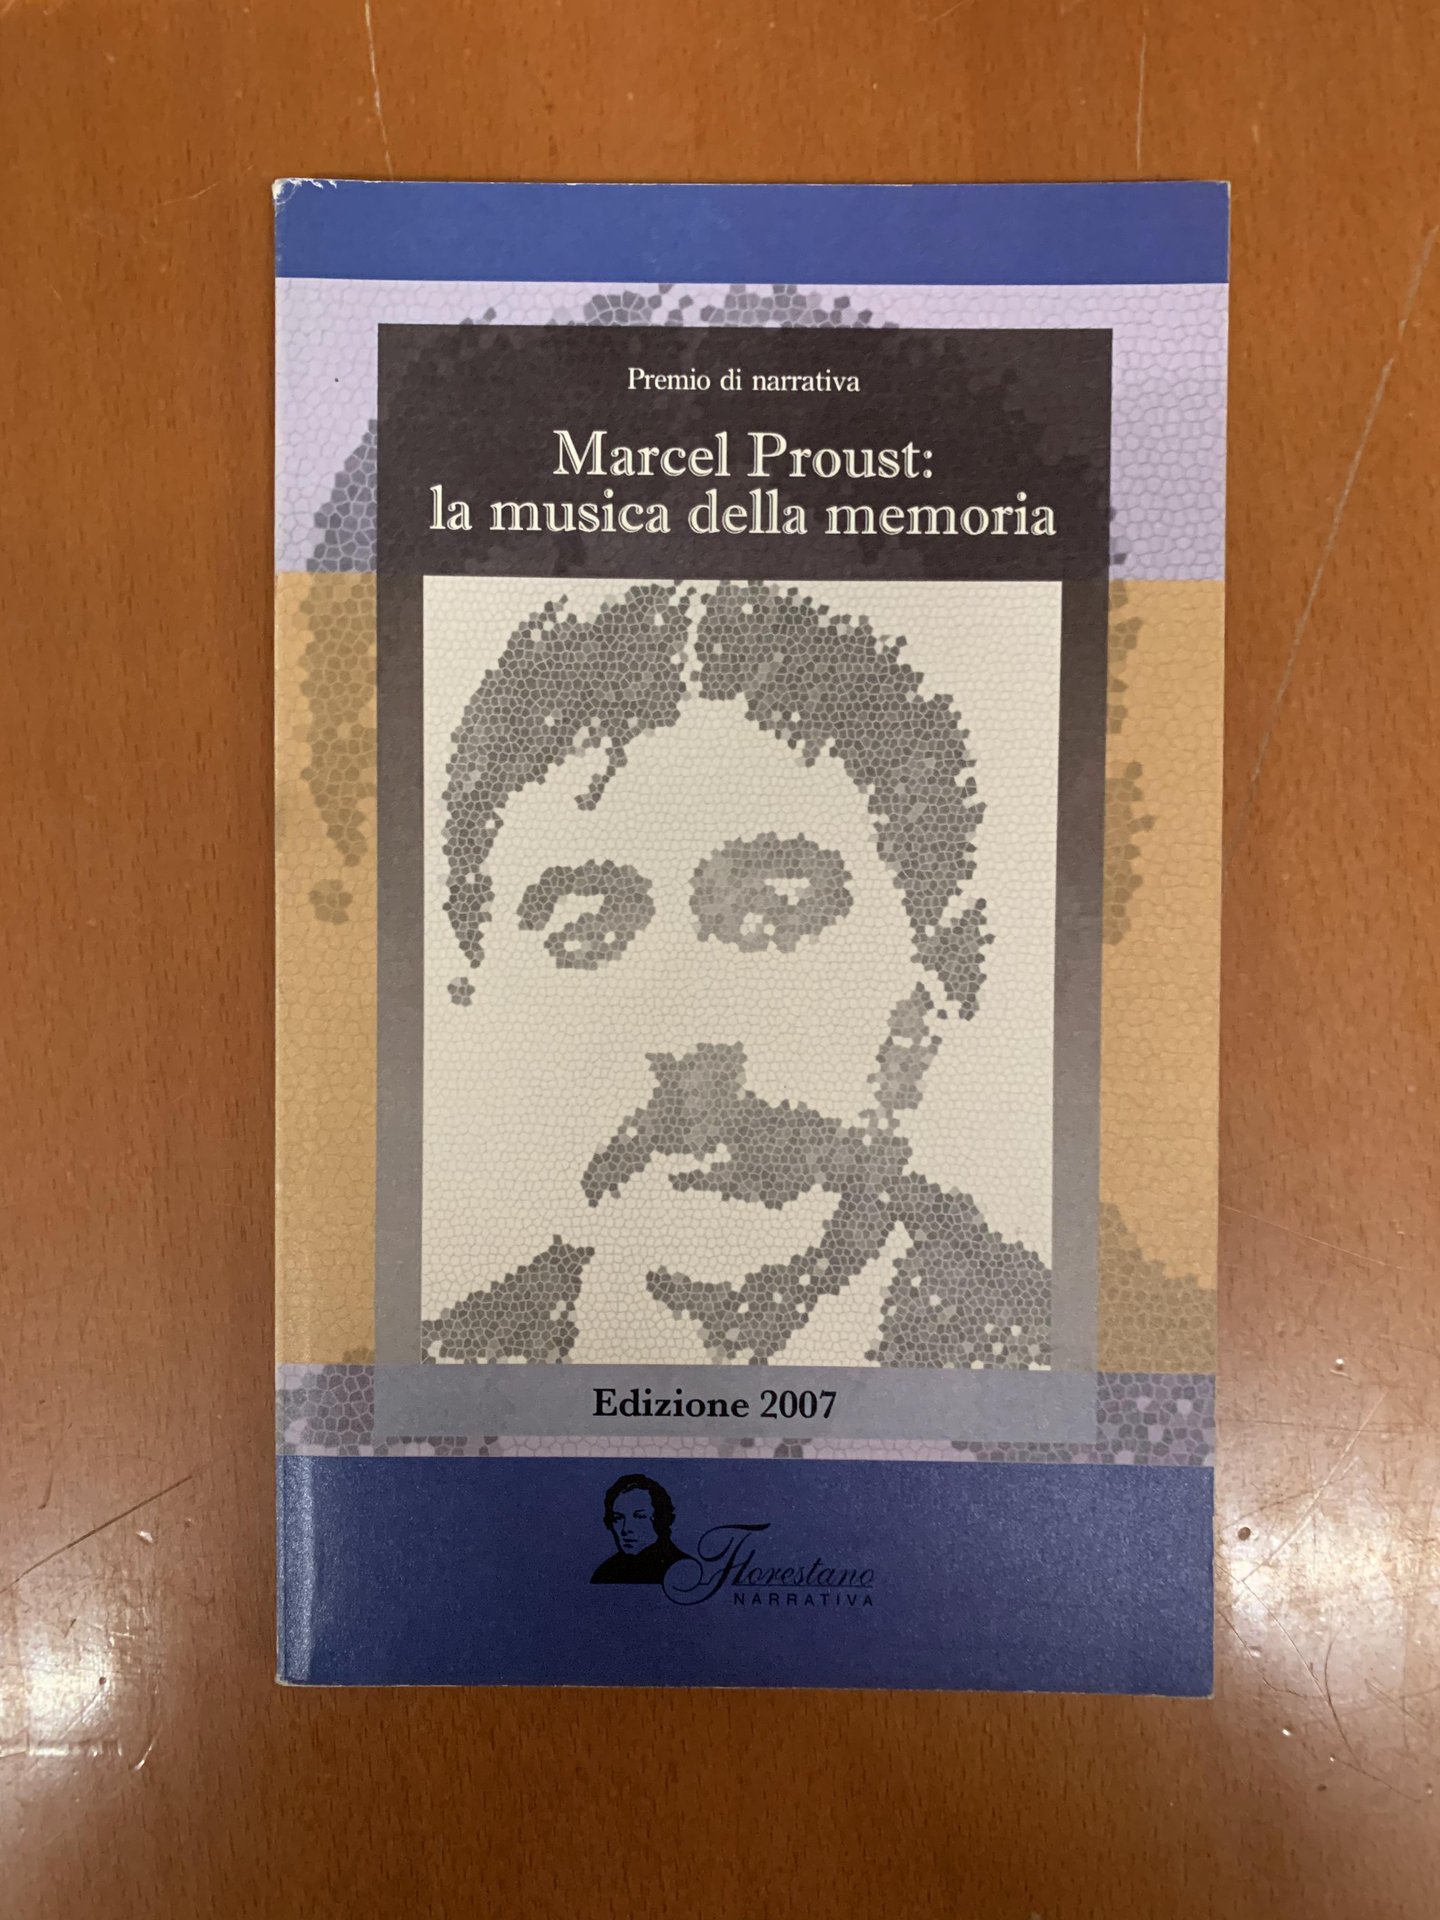 Premio di narrativa
Marcel Proust:
la musica della memoria
Edizione 2007
Florestano
NARRATIVA